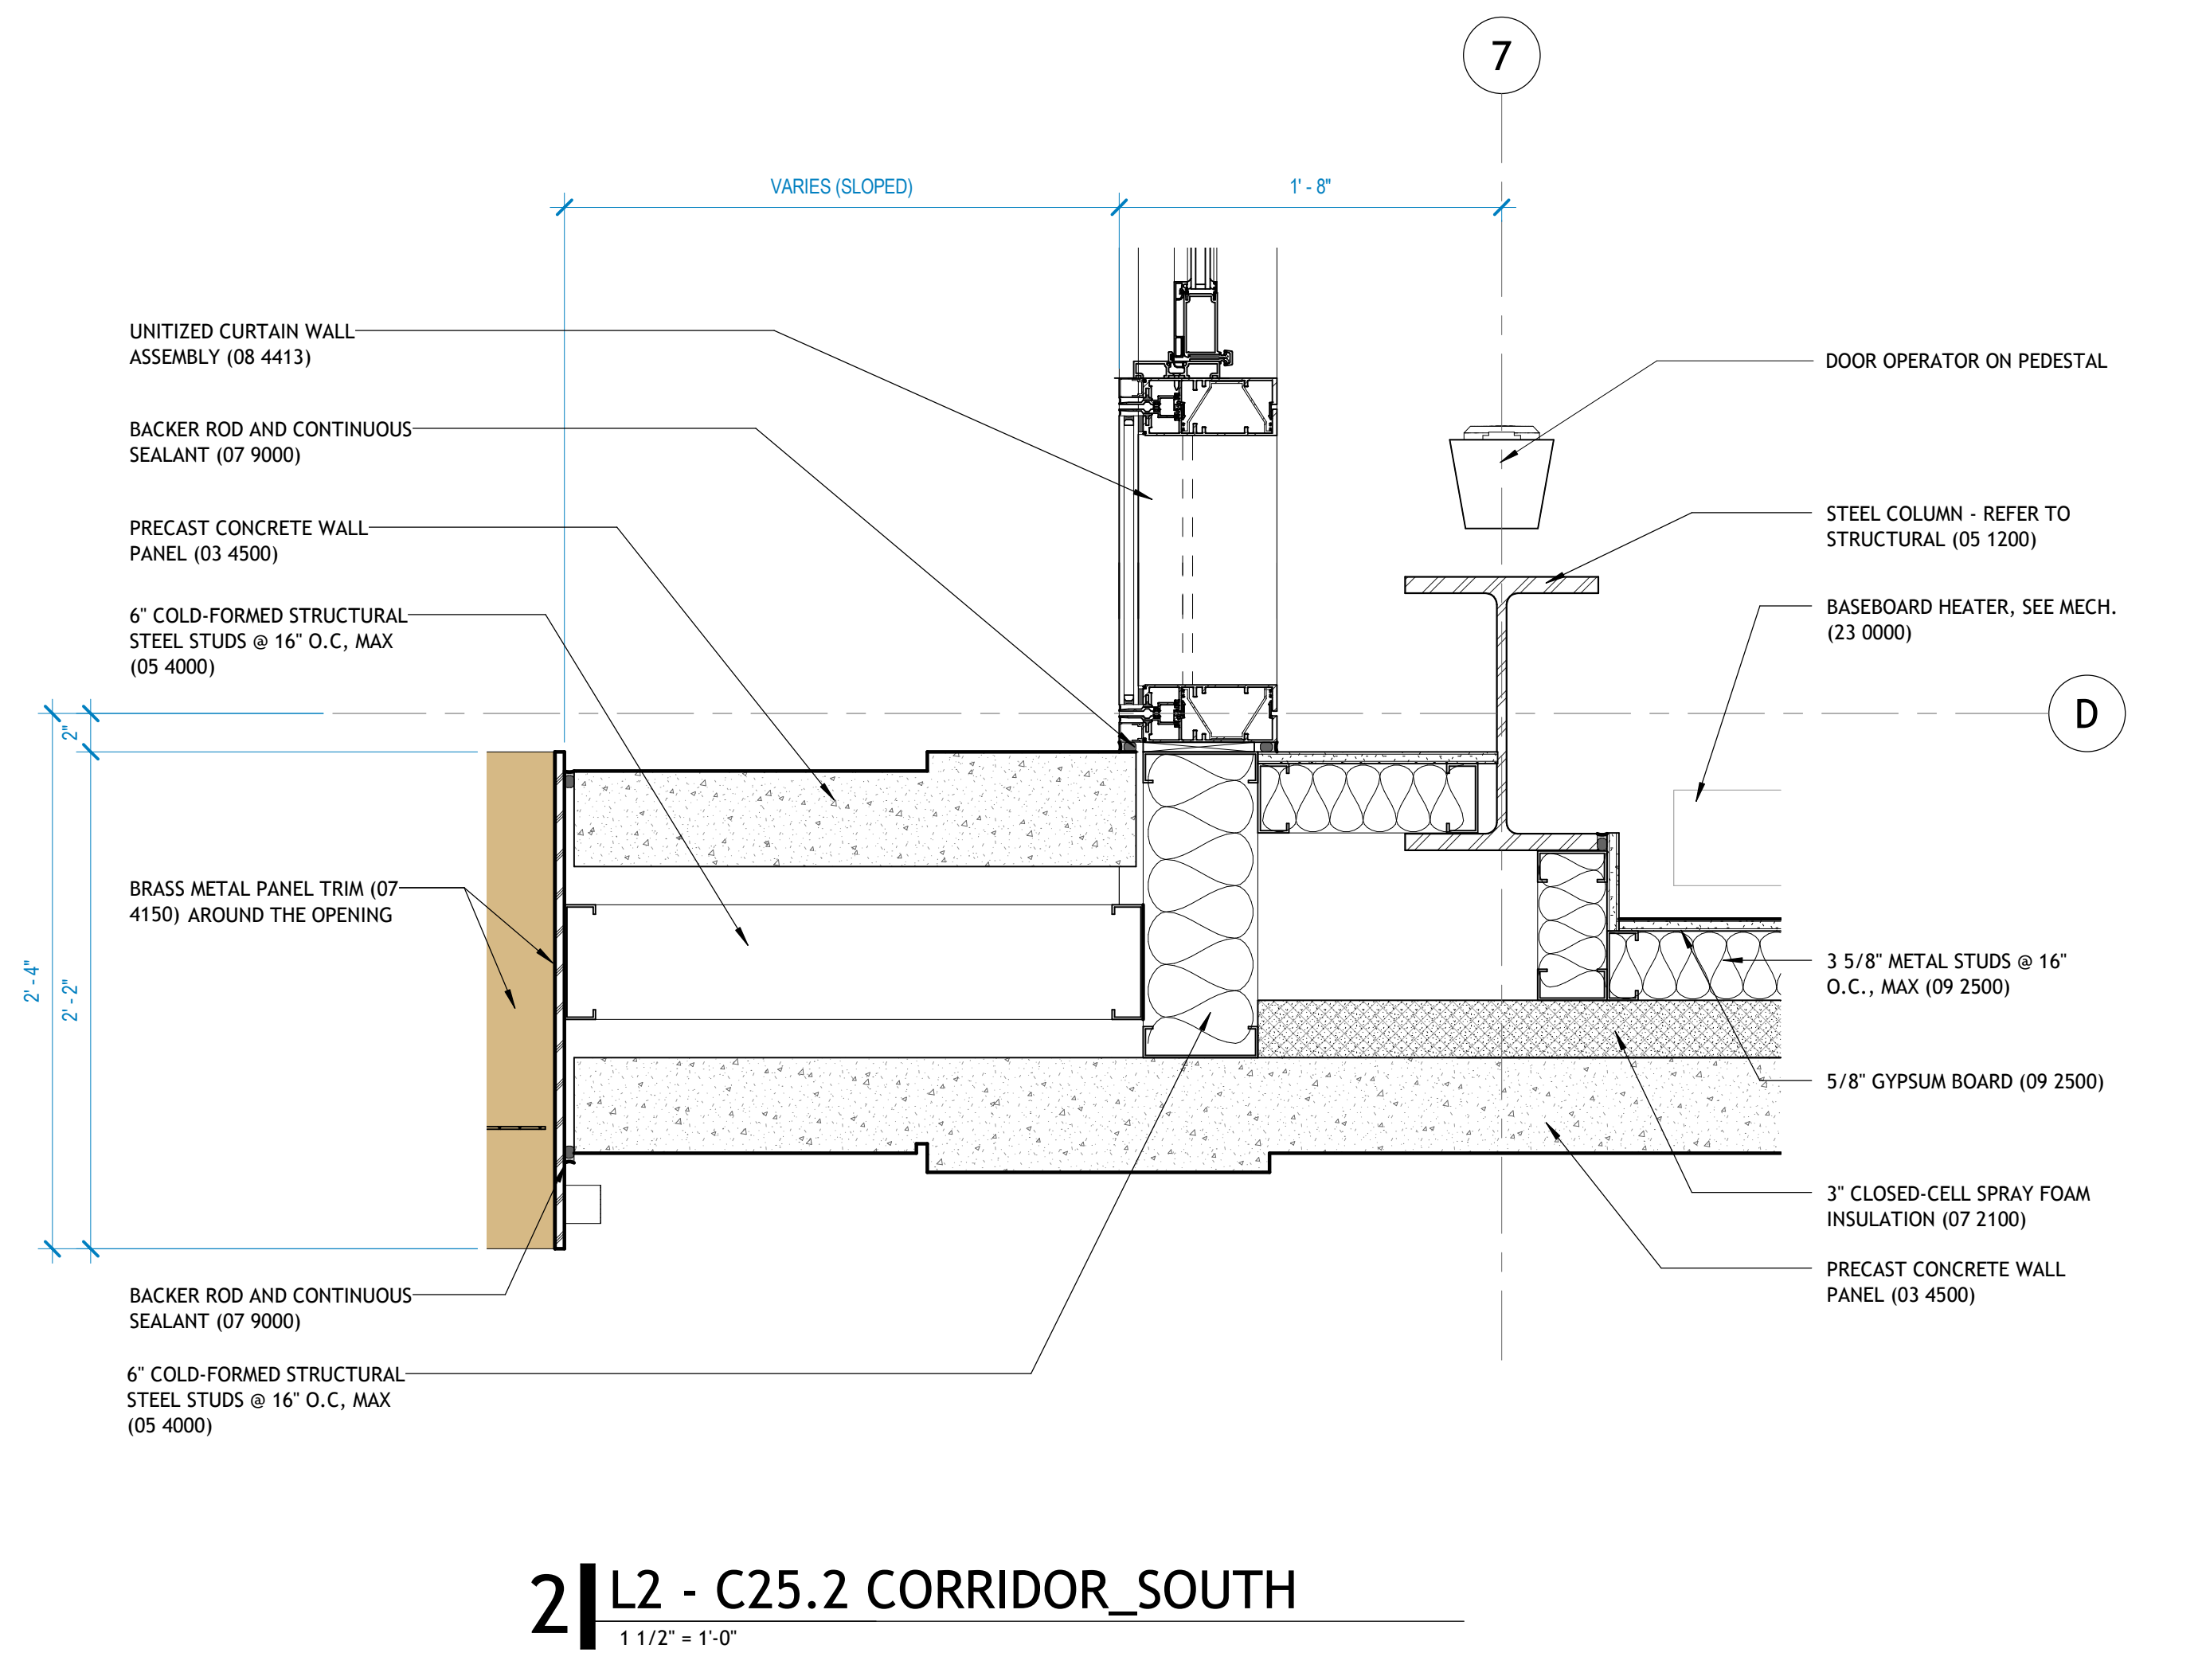 7
VARIES (SLOPED)
1' - 8"
UNITIZED CURTAIN WALL
ASSEMBLY (08 4413)
BACKER ROD AND CONTINUOUS
SEALANT (07 9000)
PRECAST CONCRETE WALL
PANEL (03 4500)
6" COLD-FORMED STRUCTURAL
STEEL STUDS @ 16" O.C, MAX
(05 4000)
2"
BRASS METAL PANEL TRIM (07
4150) AROUND THE OPENING
2' - 4"
2' - 2"
BACKER ROD AND CONTINUOUS
SEALANT (07 9000)
6" COLD-FORMED STRUCTURAL
STEEL STUDS @ 16" O.C, MAX
(05 4000)
DOOR OPERATOR ON PEDESTAL
STEEL COLUMN - REFER TO
STRUCTURAL (05 1200)
BASEBOARD HEATER, SEE MECH.
(23 0000)
D
3 5/8" METAL STUDS @ 16"
O.C., MAX (09 2500)
5/8" GYPSUM BOARD (09 2500)
3" CLOSED-CELL SPRAY FOAM
INSULATION (07 2100)
PRECAST CONCRETE WALL
PANEL (03 4500)
2
L2 - C25.2 CORRIDOR_SOUTH
1 1/2" = 1'-0"